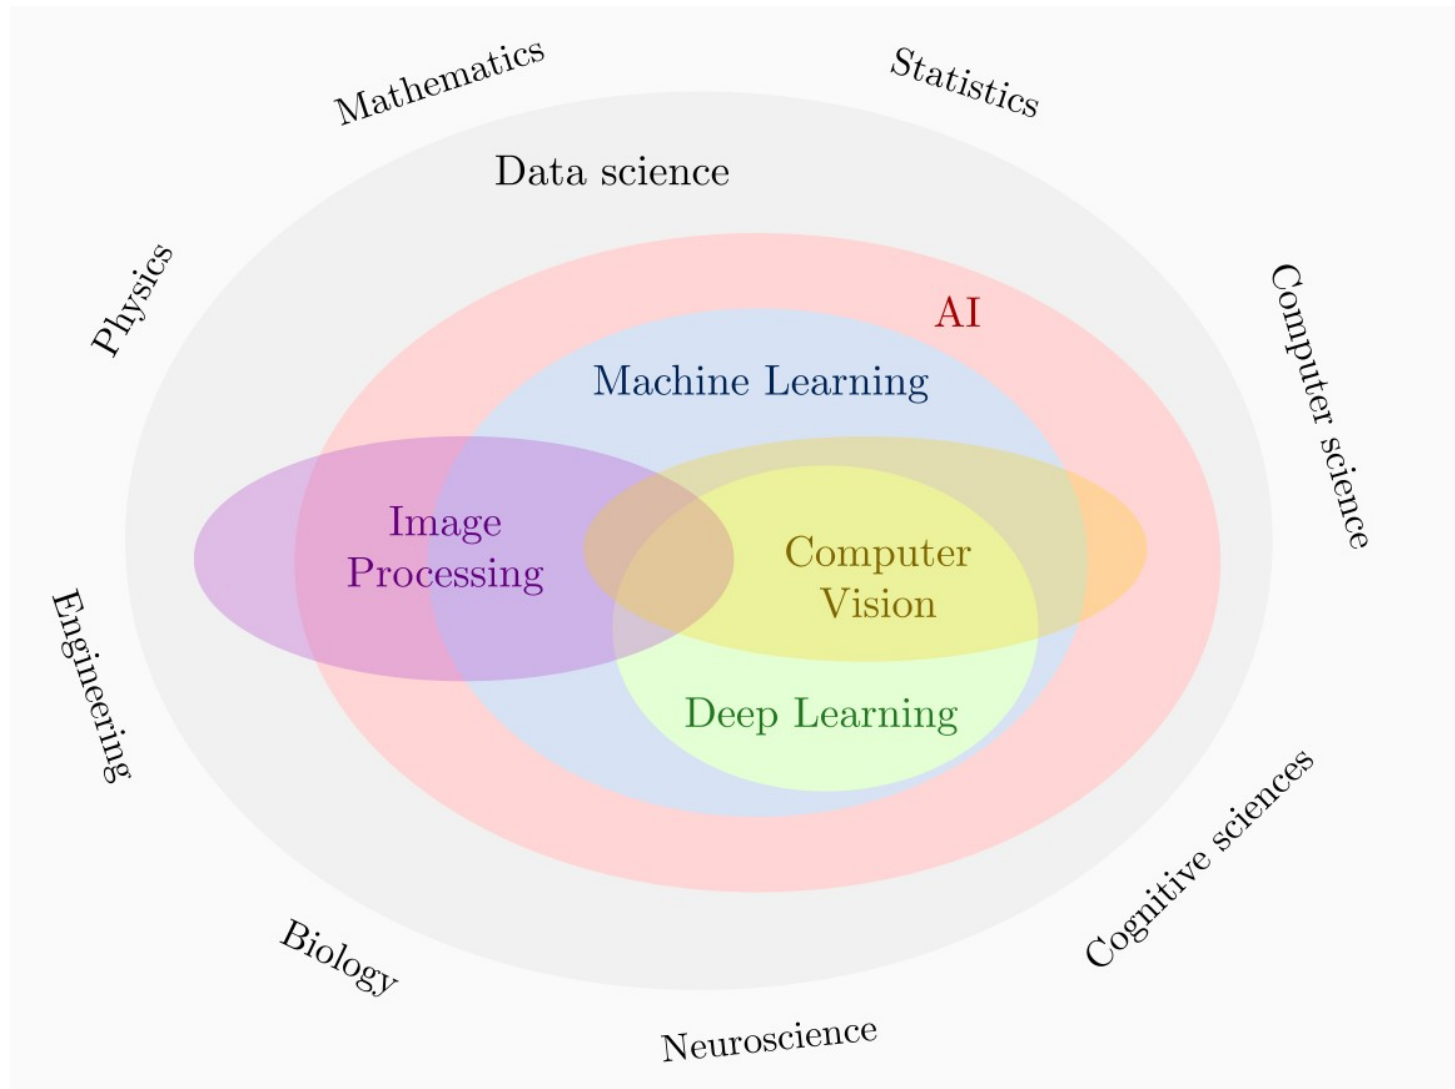 Mathematics
Statistics
Data science
Physics
AI
Computer science
Machine Learning
Image
Processing
Computer
Vision
Engineering
Deep Learning
Cognitive sciences
Biology
Neuroscience